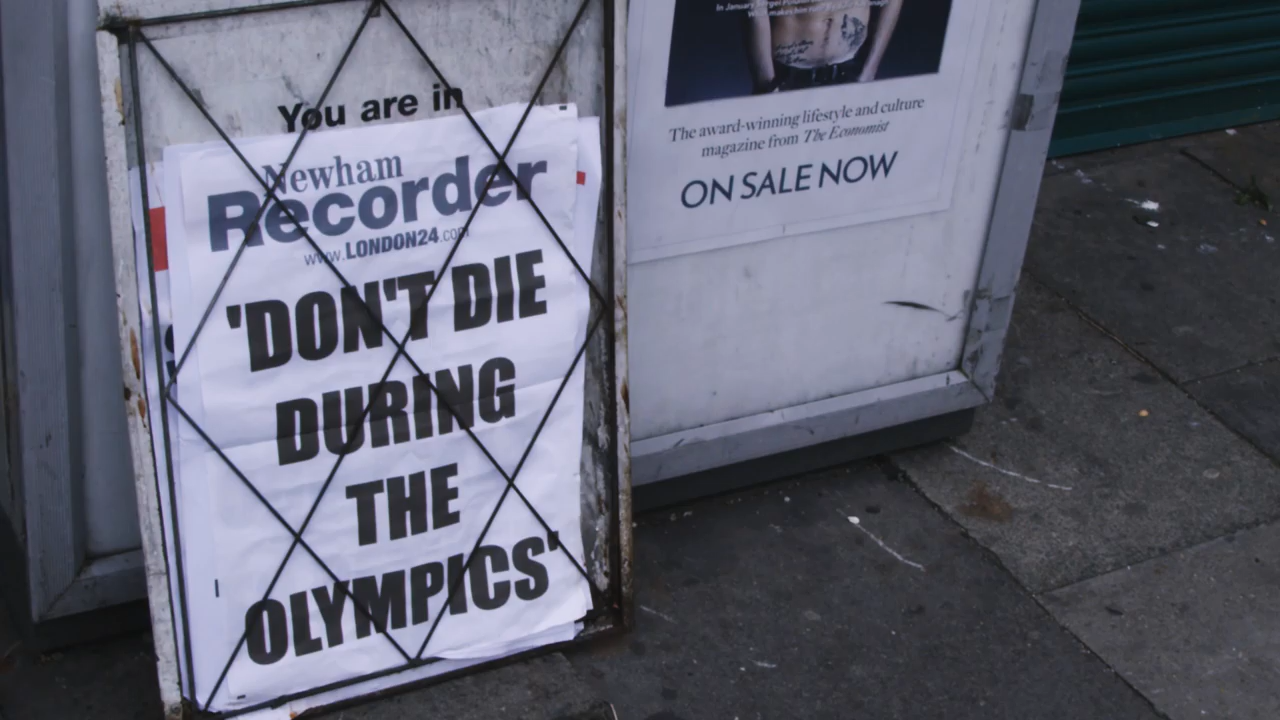 You are in
Newham
Recorder
www.LONDON24.com
'DON'T DIE
DURING
THE
OLYMPICS'
The award-winning lifestyle and culture
magazine from The Economist
ON SALE NOW